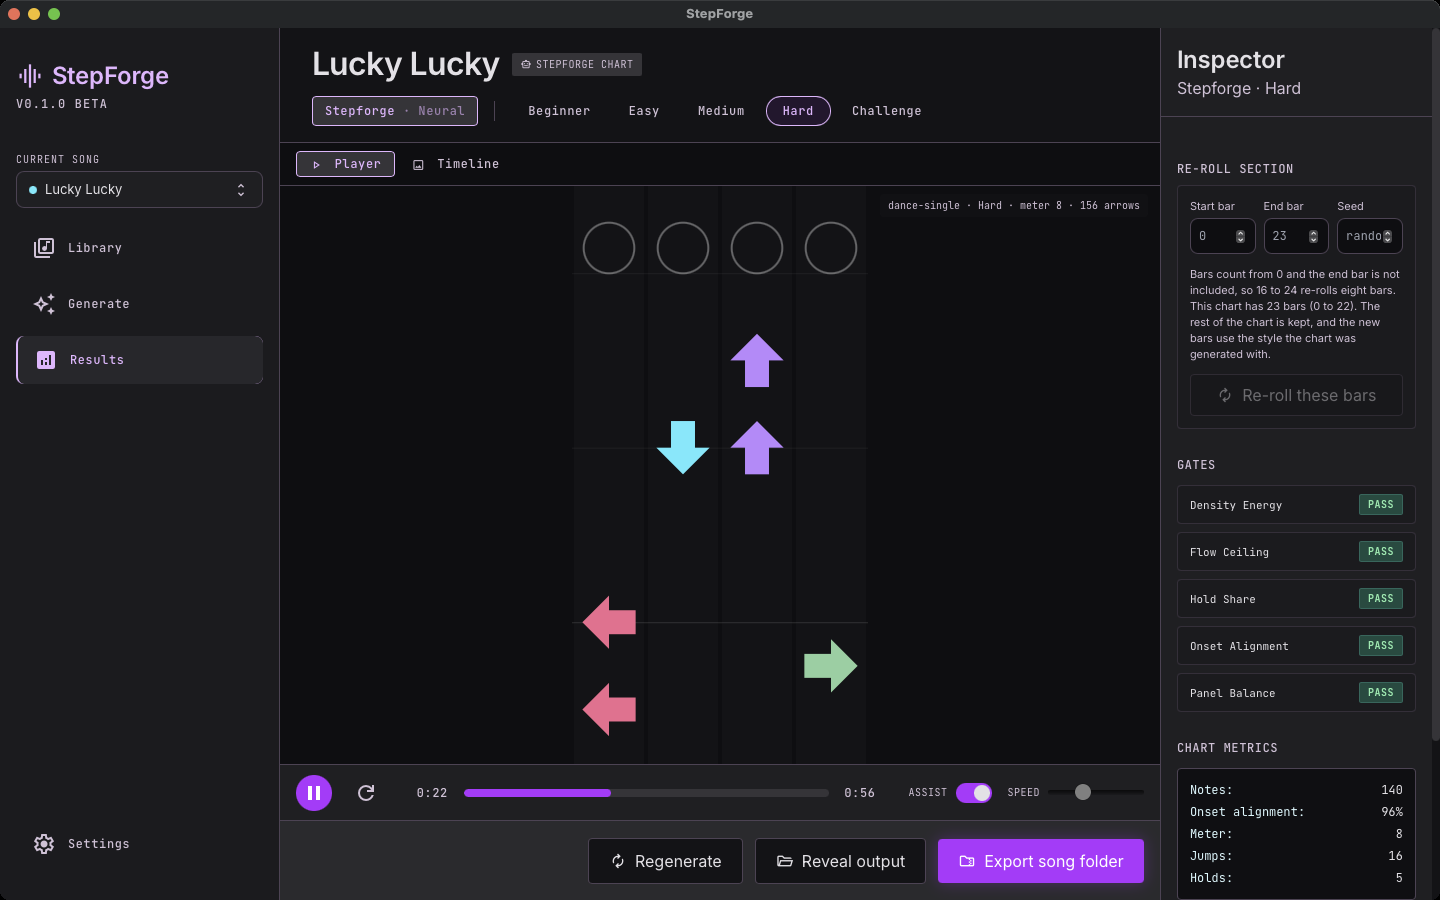 StepForge
StepForge
V0.1.0 BETA
CURRENT SONG
Lucky Lucky
Library
Generate
Results
Settings
Lucky Lucky
STEPFORGE CHART
Stepforge · Neural
Beginner
Easy
Medium
Hard
Challenge
Player
Timeline
dance-single · Hard · meter 8 · 156 arrows
0:22
0:56
ASSIST
SPEED
Regenerate
Reveal output
Export song folder
Inspector
Stepforge · Hard
RE-ROLL SECTION
Start bar
End bar
Seed
0
23
rando
Bars count from 0 and the end bar is not
included, so 16 to 24 re-rolls eight bars.
This chart has 23 bars (0 to 22). The
rest of the chart is kept, and the new
bars use the style the chart was
generated with.
Re-roll these bars
GATES
Density Energy PASS
Flow Ceiling PASS
Hold Share PASS
Onset Alignment PASS
Panel Balance PASS
CHART METRICS
Notes: 140
Onset alignment: 96%
Meter: 8
Jumps: 16
Holds: 5